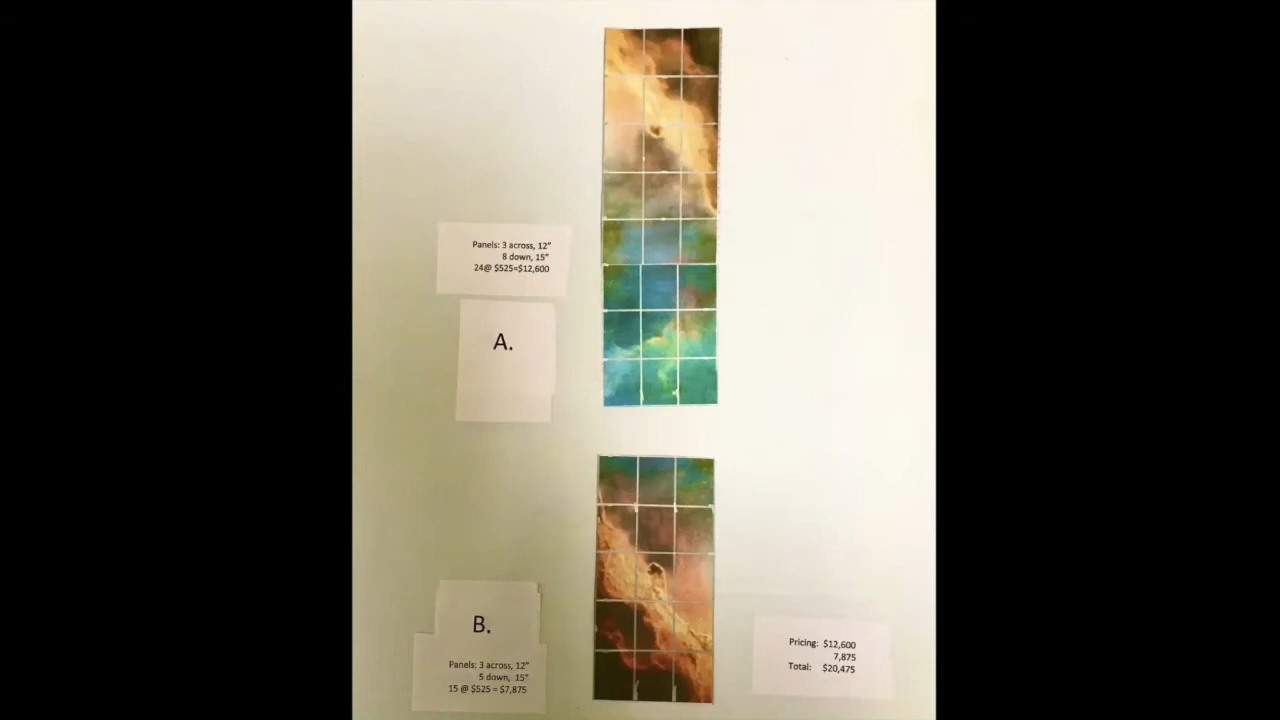 Panels: 3 across, 12”
8 down, 15”
24@ $525=$12,600
A.
B.
Panels: 3 across, 12”
5 down, 15”
15 @ $525 = $7,875
Pricing: $12,600
7,875
Total: $20,475